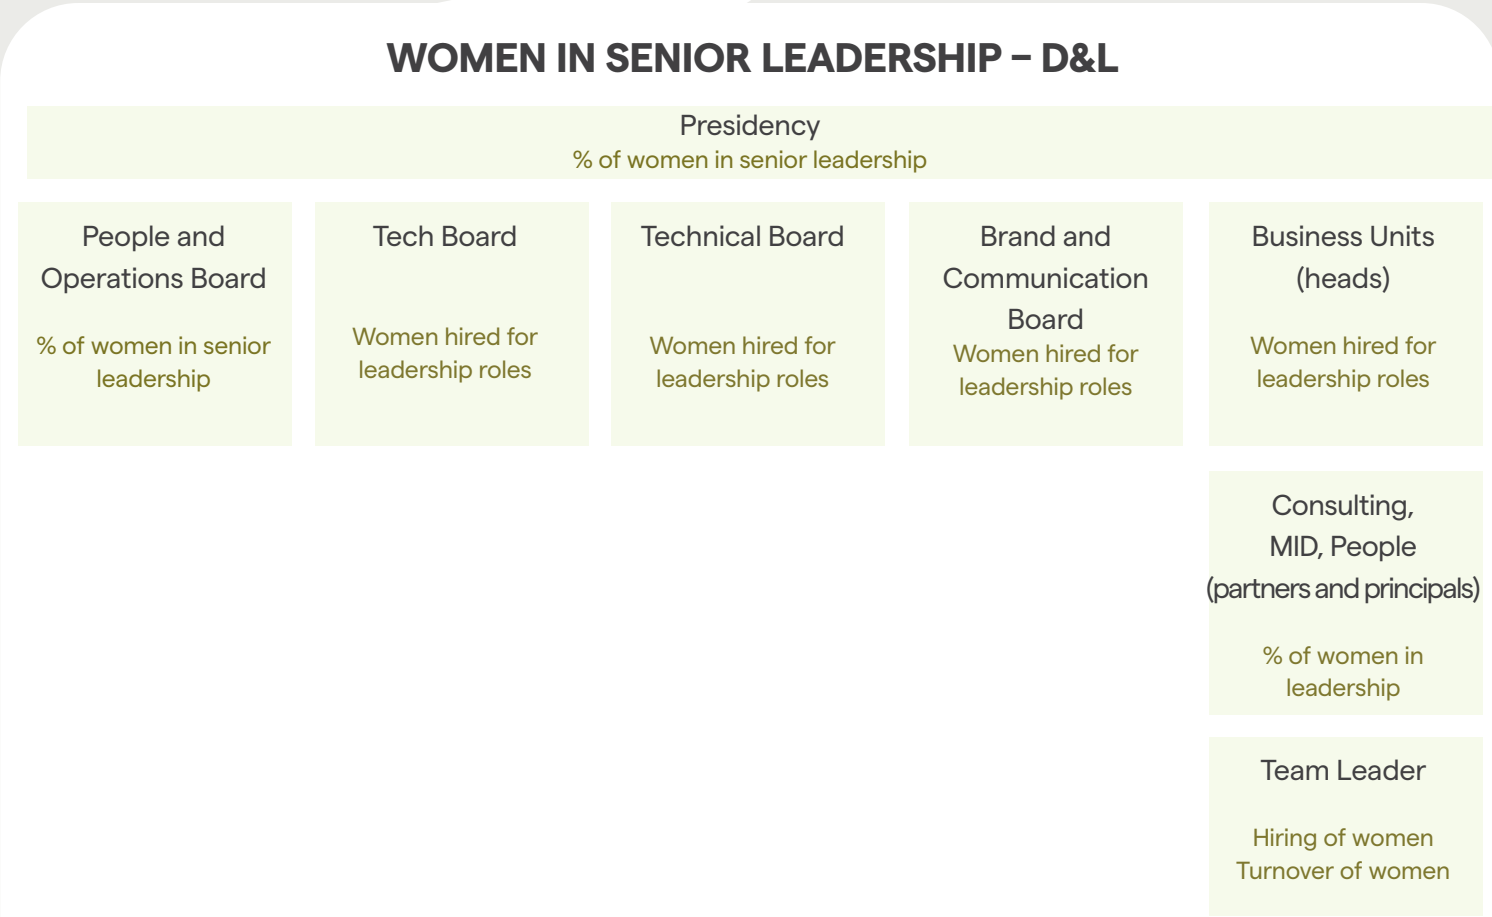 WOMEN IN SENIOR LEADERSHIP – D&L
Presidency
% of women in senior leadership
People and
Operations Board
% of women in senior
leadership
Tech Board
Women hired for
leadership roles
Technical Board
Women hired for
leadership roles
Brand and
Communication
Board
Women hired for
leadership roles
Business Units
(heads)
Women hired for
leadership roles
Consulting,
MID, People
(partners and principals)
% of women in
leadership
Team Leader
Hiring of women
Turnover of women